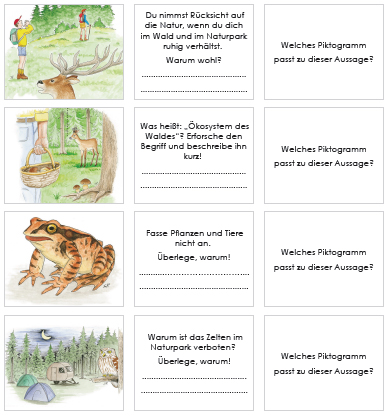 Du nimmst Rücksicht auf
die Natur, wenn du dich
im Wald und im Naturpark
ruhig verhältst.
Warum wohl?
Welches Piktogramm
passt zu dieser Aussage?
Was heißt: „Ökosystem des
Waldes“? Erforsche den
Begriff und beschreibe ihn
kurz!
Welches Piktogramm
passt zu dieser Aussage?
Fasse Pflanzen und Tiere
nicht an.
Überlege, warum!
Welches Piktogramm
passt zu dieser Aussage?
Warum ist das Zelten im
Naturpark verboten?
Überlege, warum!
Welches Piktogramm
passt zu dieser Aussage?